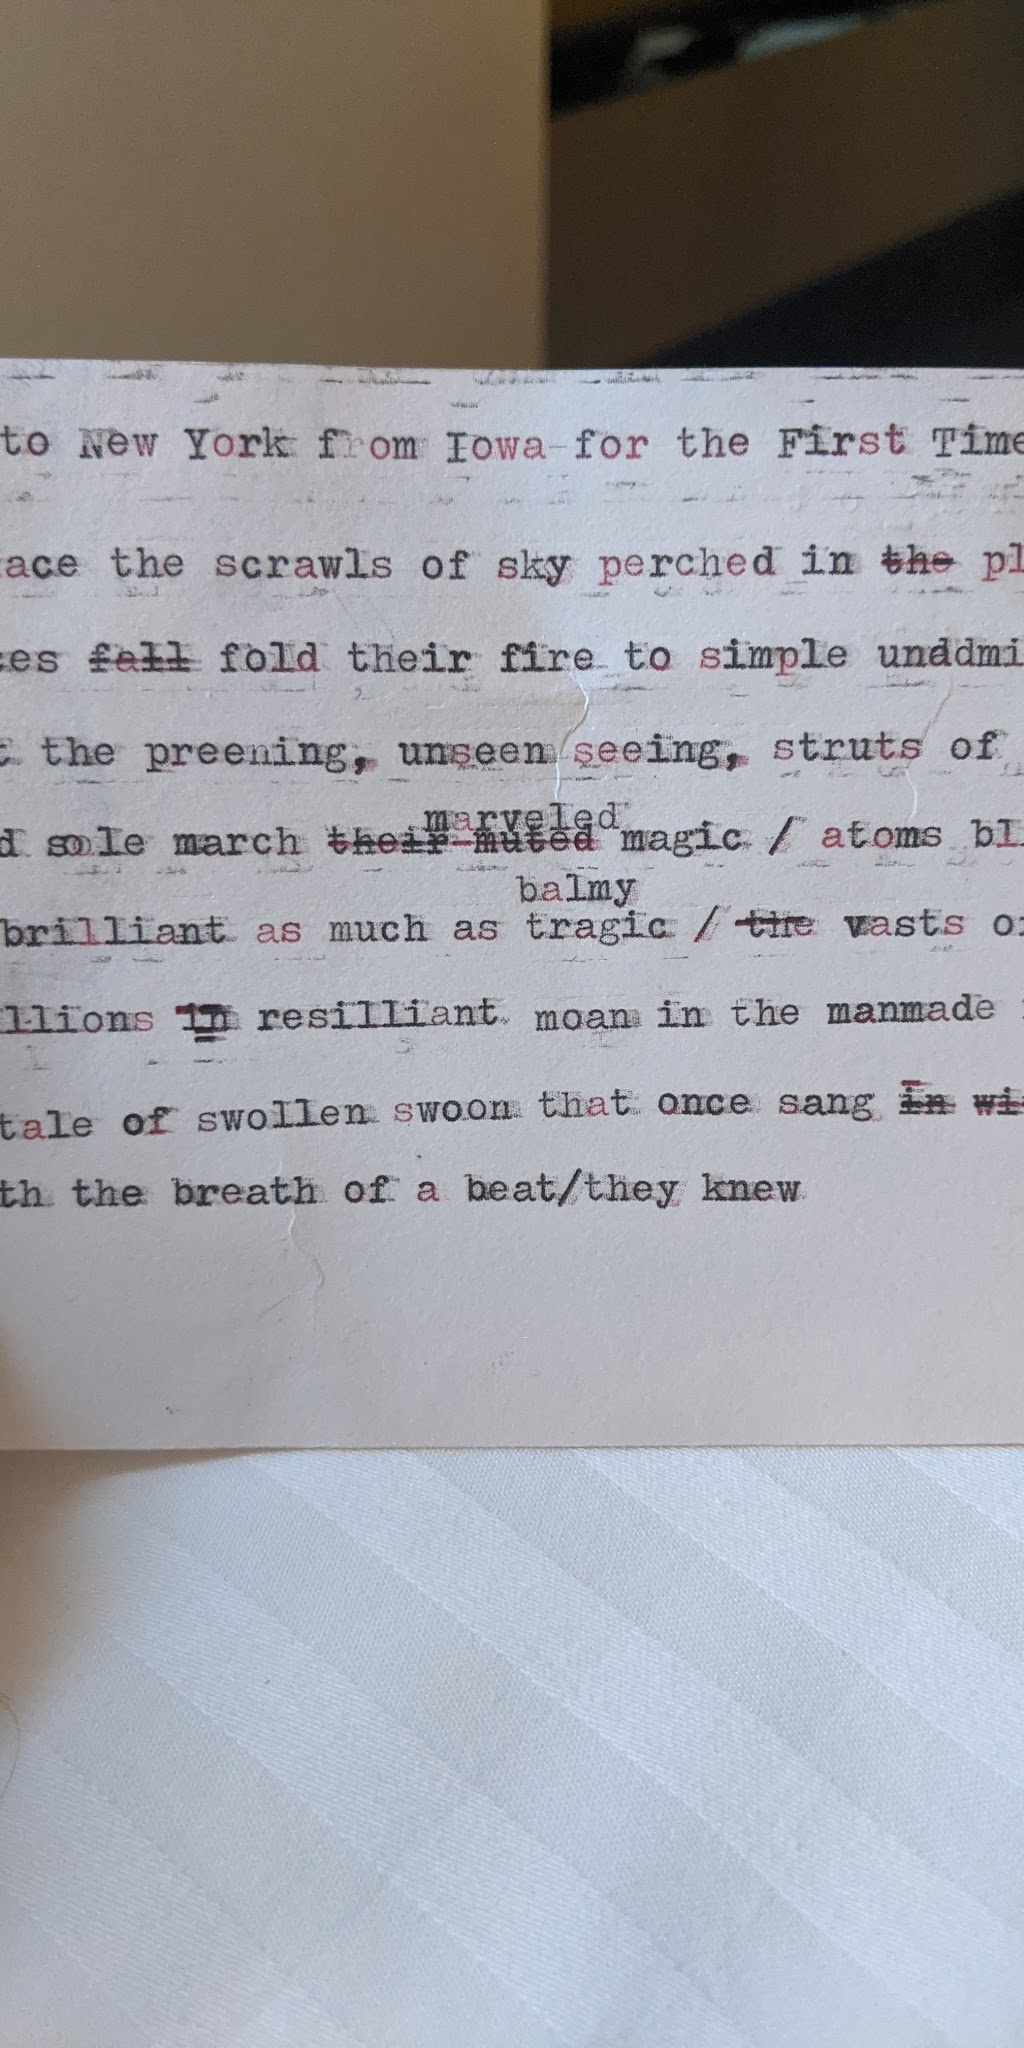 to New York from Iowa for the First Time
ace the scrawls of sky perched in the pl
es fall fold their fire to simple unddmi
t the preening, unseen seeing, struts of
marveled
d sole march their muted magic / atoms bl
balmy
brilliant as much as tragic / the vasts o
llions in resilliant moan in the manmade
tale of swollen swoon that once sang in wi
th the breath of a beat/they knew